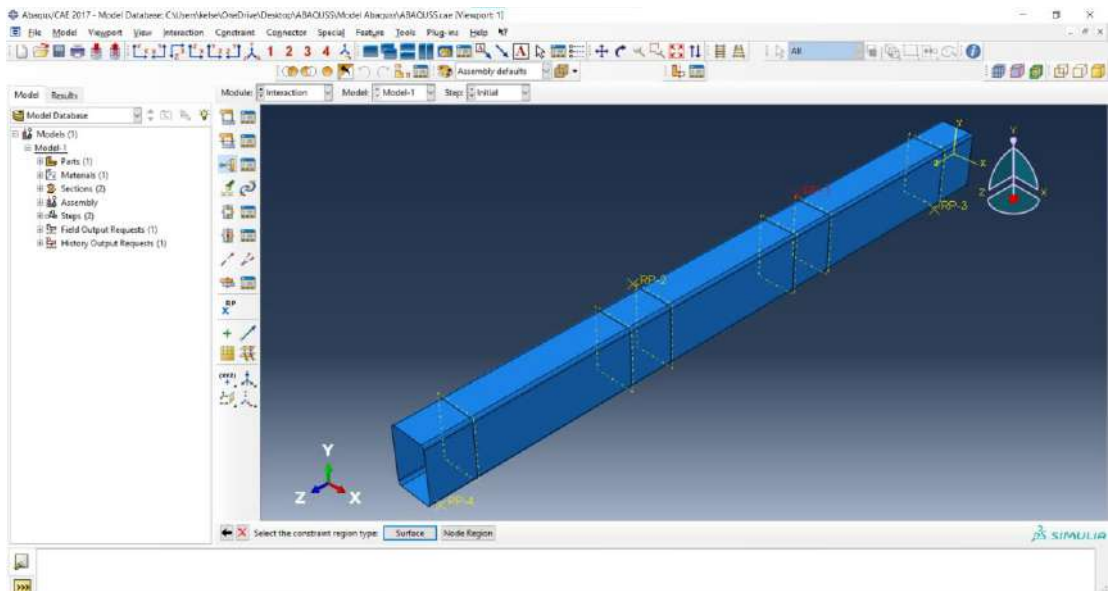 Abaqus/CAE 2017 - Model Database: C:\Users\kelse\OneDrive\Desktop\ABAQUSS\Model Abaquss\ABAQUSS.cae [Viewport: 1]
File Model Viewport View Interaction Constraint Connector Special Feature Tools Plug-ins Help
1 2 3 4 A All
Assembly defaults
Model Results Module: Interaction Model: Model-1 Step: Initial
Model Database
Models (1)
Model-1
Parts (1)
Materials (1)
Sections (2)
Assembly
Steps (2)
Field Output Requests (1)
History Output Requests (1)
RP
(XYZ)
Y
X
Z
RP-3
RP-2
RP-4
Y
Z X
Select the constraint region type: Surface Node Region
SIMULIA
>>>